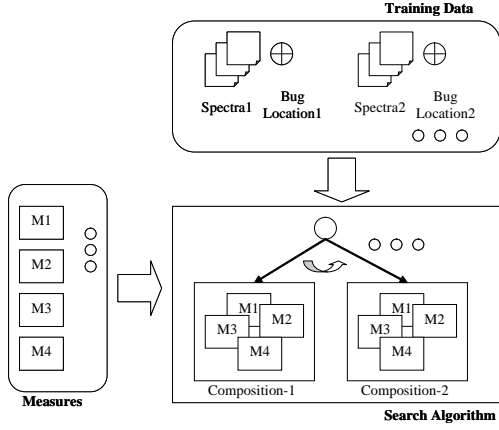 Training Data
Spectra1
Bug
Location1
Spectra2
Bug
Location2
M1
M2
M3
M4
Measures
M1
M2
M3
M4
Composition-1
M1
M2
M3
M4
Composition-2
Search Algorithm